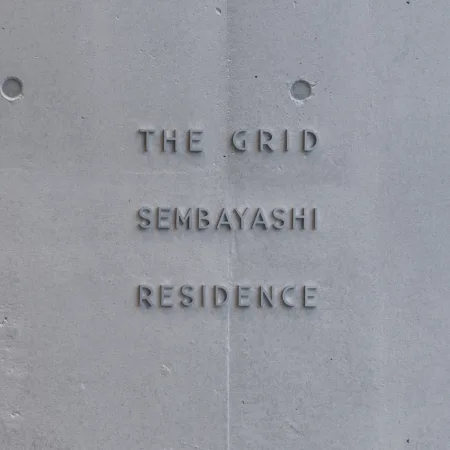 THE GRID
SEMBAYASHI
RESIDENCE